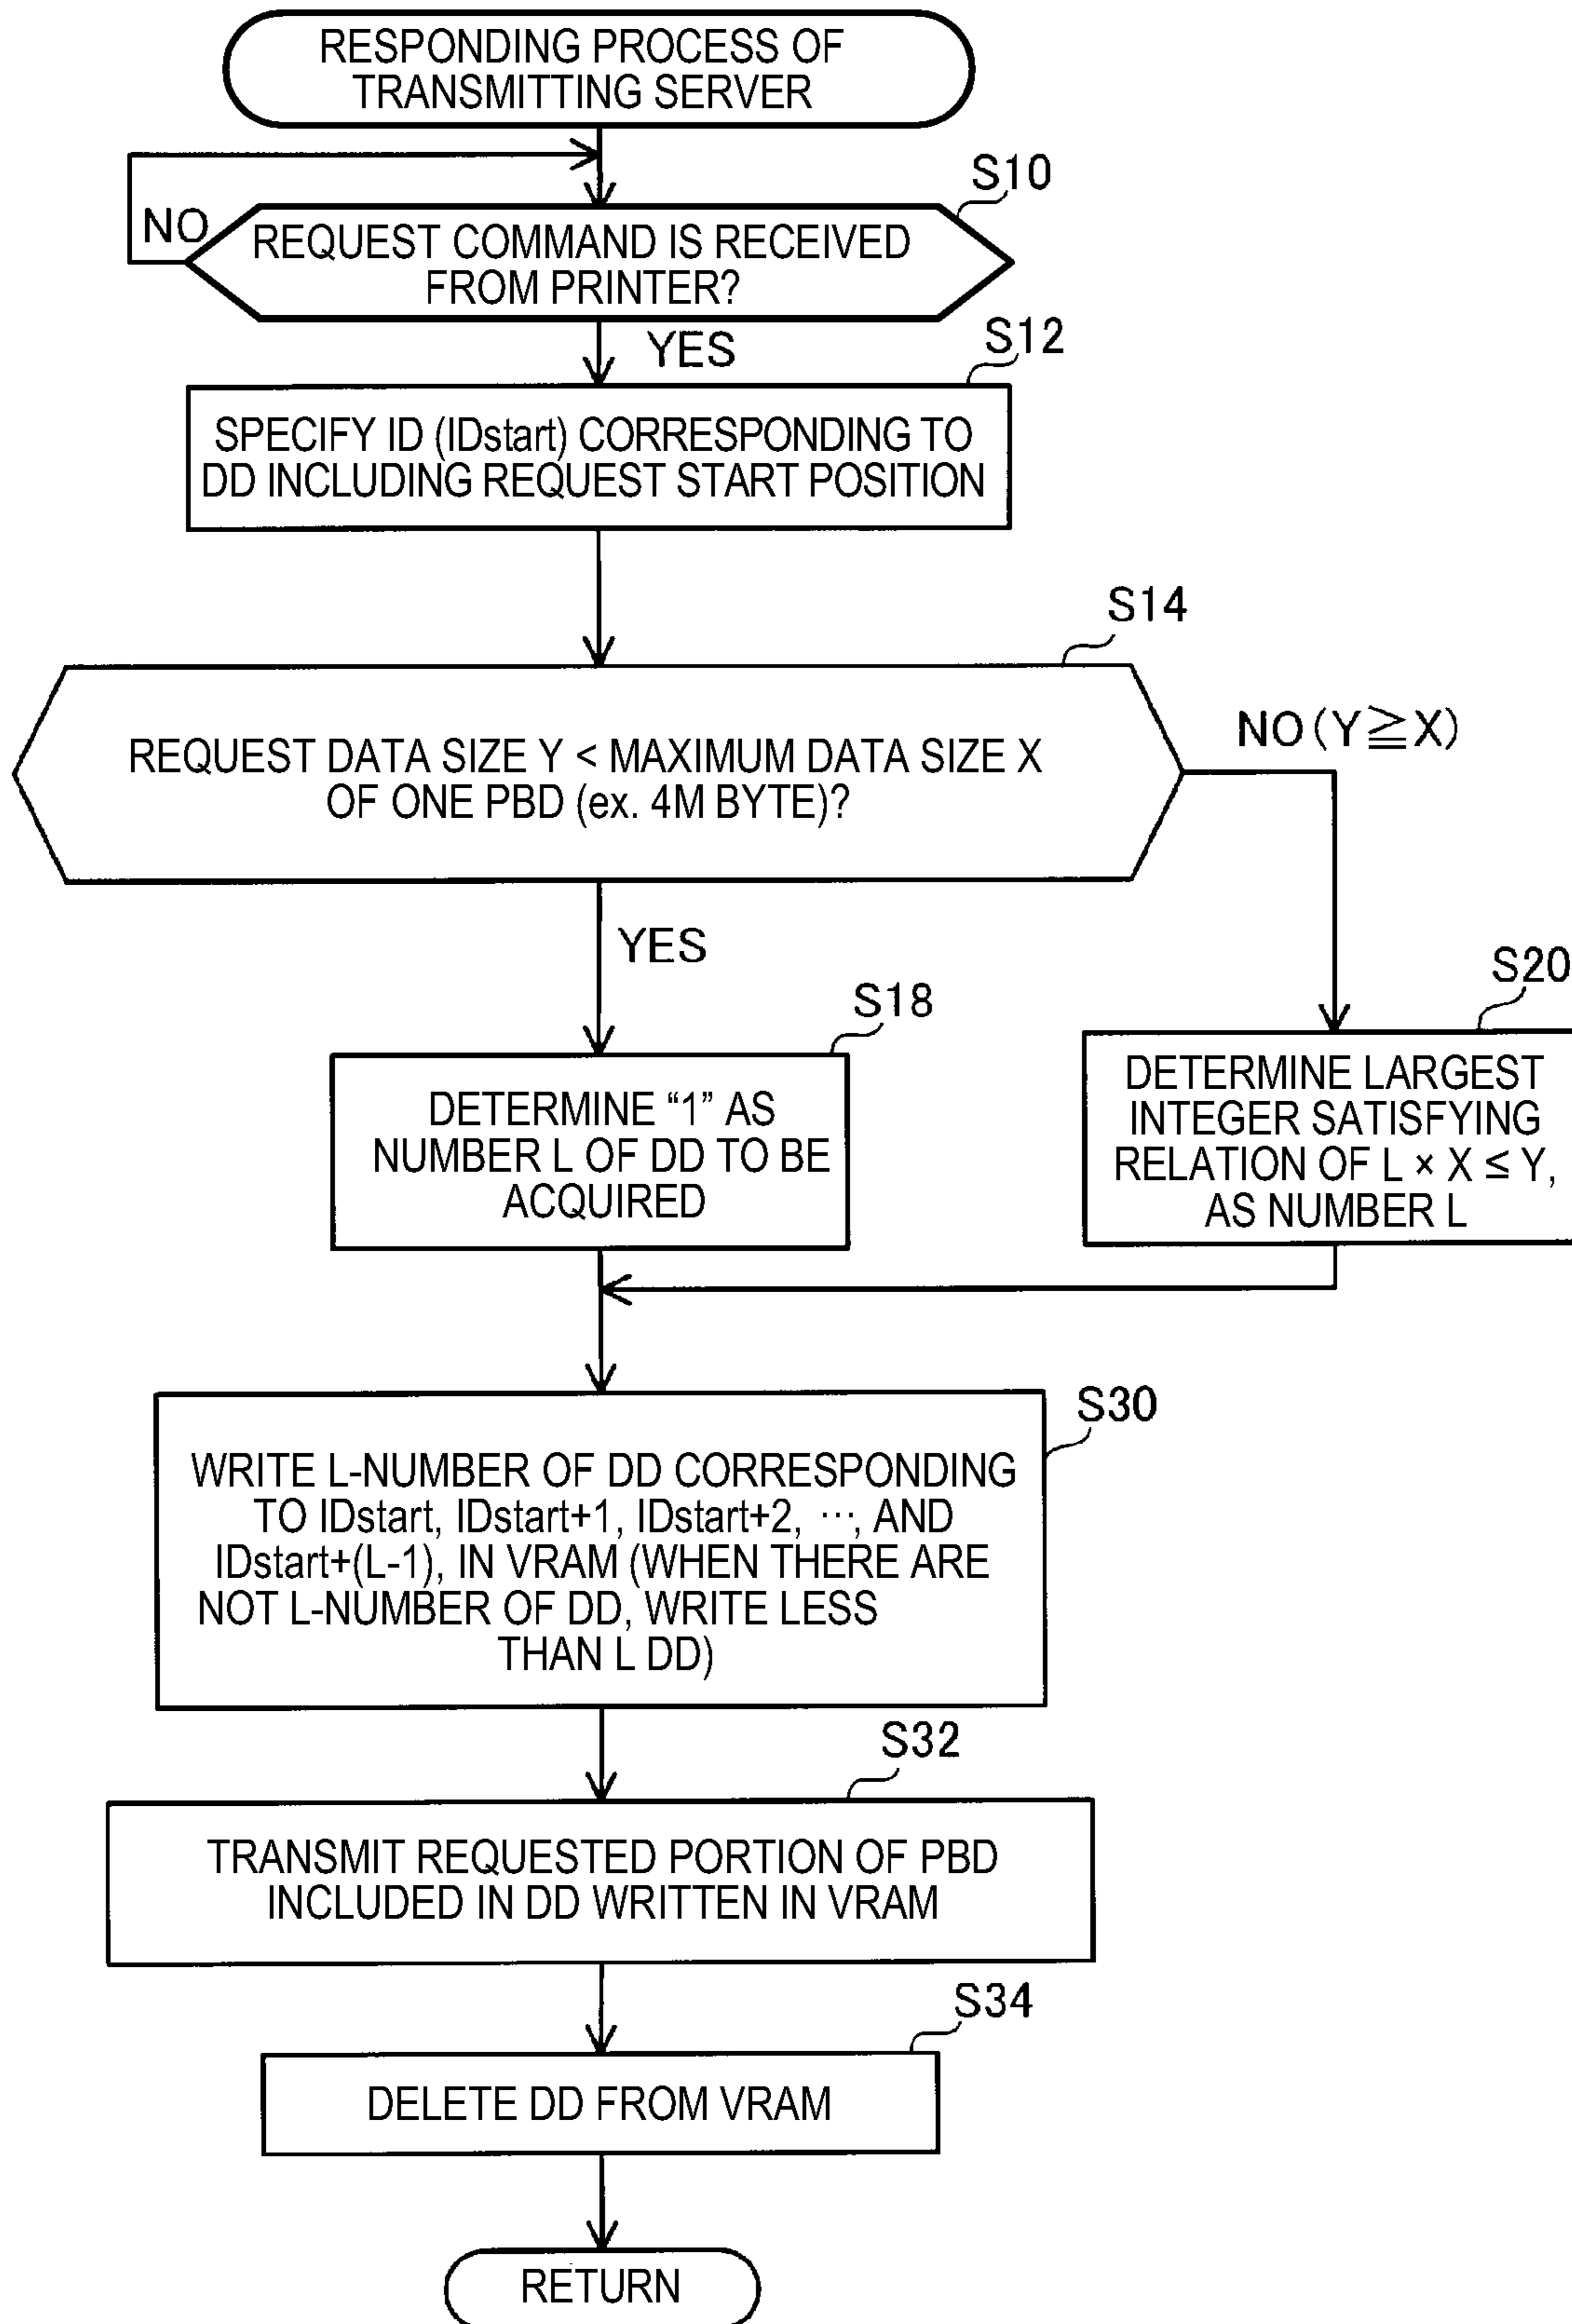 RESPONDING PROCESS OF
TRANSMITTING SERVER
S10
NO
REQUEST COMMAND IS RECEIVED
FROM PRINTER?
YES
S12
SPECIFY ID (IDstart) CORRESPONDING TO
DD INCLUDING REQUEST START POSITION
S14
REQUEST DATA SIZE Y < MAXIMUM DATA SIZE X
OF ONE PBD (ex. 4M BYTE)?
NO (Y≧X)
YES
S18
DETERMINE “1” AS
NUMBER L OF DD TO BE
ACQUIRED
S20
DETERMINE LARGEST
INTEGER SATISFYING
RELATION OF L × X ≤ Y,
AS NUMBER L
S30
WRITE L-NUMBER OF DD CORRESPONDING
TO IDstart, IDstart+1, IDstart+2, ···, AND
IDstart+(L-1), IN VRAM (WHEN THERE ARE
NOT L-NUMBER OF DD, WRITE LESS
THAN L DD)
S32
TRANSMIT REQUESTED PORTION OF PBD
INCLUDED IN DD WRITTEN IN VRAM
S34
DELETE DD FROM VRAM
RETURN